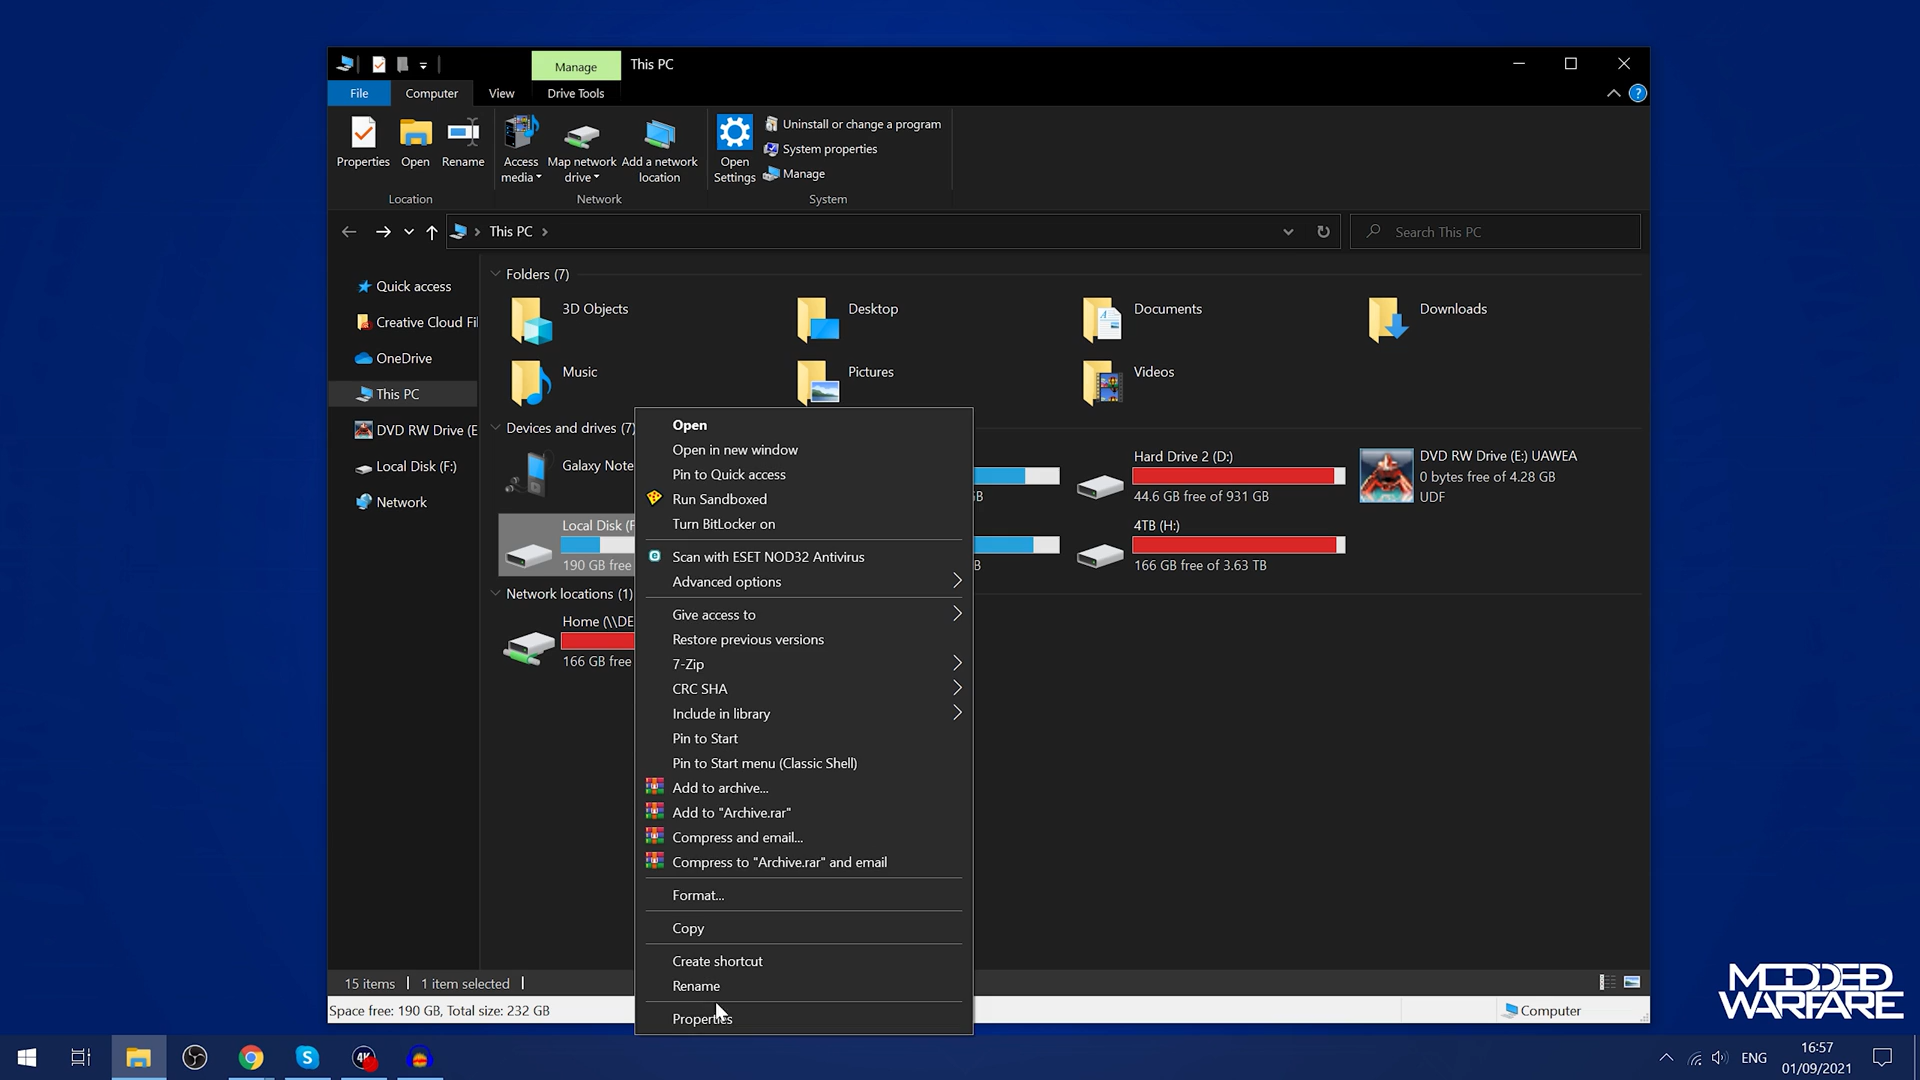 Manage
This PC
File
Computer
View
Drive Tools
Properties
Open
Rename
Access media
Map network drive
Add a network location
Open Settings
Uninstall or change a program
System properties
Manage
Location
Network
System
This PC
Search This PC
Quick access
Creative Cloud Fil
OneDrive
This PC
DVD RW Drive (E
Local Disk (F:)
Network
Folders (7)
3D Objects
Desktop
Documents
Downloads
Music
Pictures
Videos
Devices and drives (7)
Galaxy Note
Hard Drive 2 (D:)
44.6 GB free of 931 GB
DVD RW Drive (E:) UAWEA
0 bytes free of 4.28 GB
UDF
Local Disk (F
190 GB free
4TB (H:)
166 GB free of 3.63 TB
Network locations (1)
Home (\\DE
166 GB free
Open
Open in new window
Pin to Quick access
Run Sandboxed
Turn BitLocker on
Scan with ESET NOD32 Antivirus
Advanced options
Give access to
Restore previous versions
7-Zip
CRC SHA
Include in library
Pin to Start
Pin to Start menu (Classic Shell)
Add to archive...
Add to "Archive.rar"
Compress and email...
Compress to "Archive.rar" and email
Format...
Copy
Create shortcut
Rename
Properties
15 items
1 item selected
Space free: 190 GB, Total size: 232 GB
Computer
MODDED
WARFARE
4K
ENG
16:57
01/09/2021